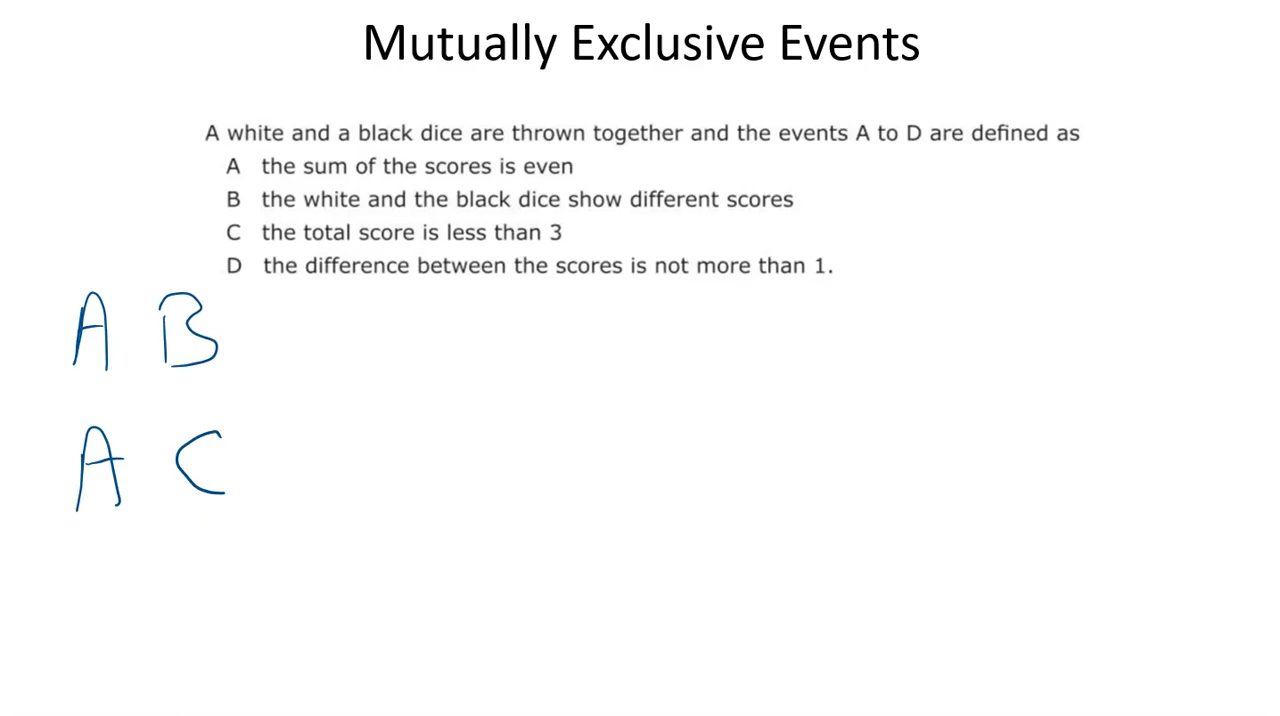 Mutually Exclusive Events
A white and a black dice are thrown together and the events A to D are defined as
A the sum of the scores is even
B the white and the black dice show different scores
C the total score is less than 3
D the difference between the scores is not more than 1.
A B
A C